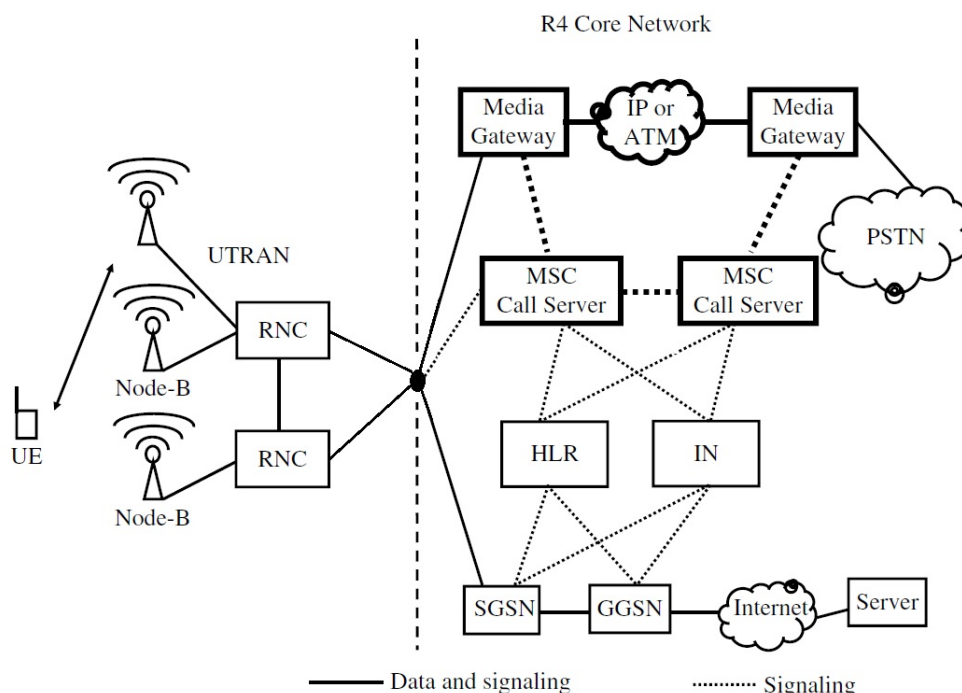 R4 Core Network
Media
Gateway
IP or
ATM
Media
Gateway
UTRAN
PSTN
MSC
Call Server
MSC
Call Server
RNC
Node-B
UE
RNC
HLR
IN
Node-B
SGSN
GGSN
Internet
Server
Data and signaling
Signaling